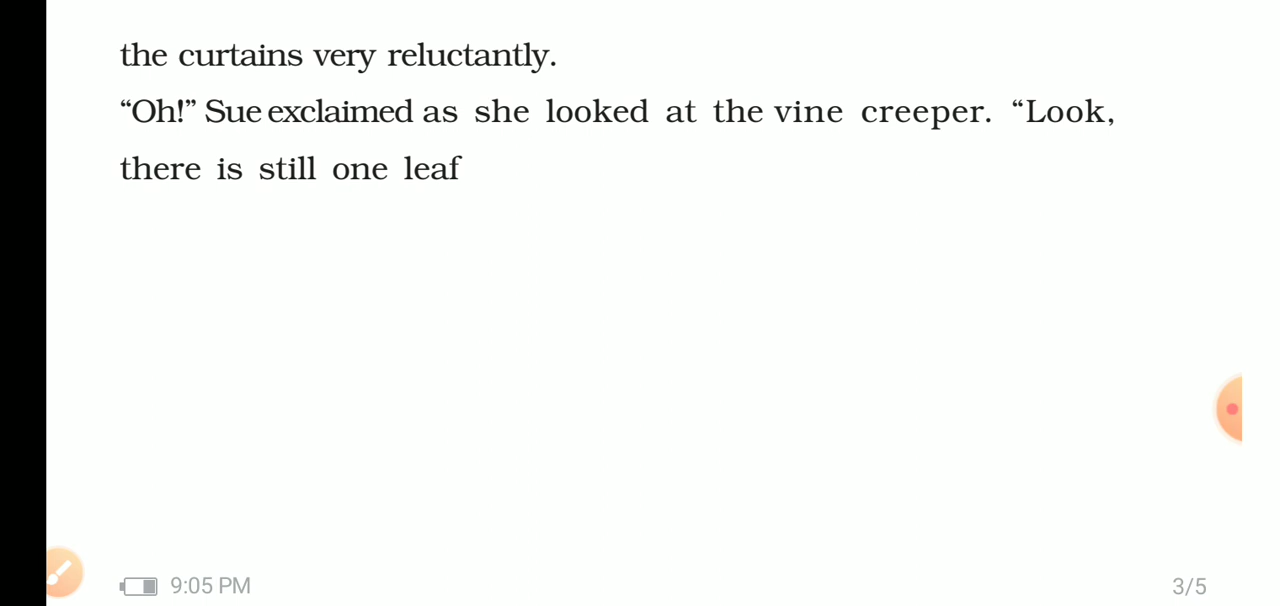 the curtains very reluctantly.
“Oh!” Sue exclaimed as she looked at the vine creeper. “Look,
there is still one leaf
9:05 PM
3/5